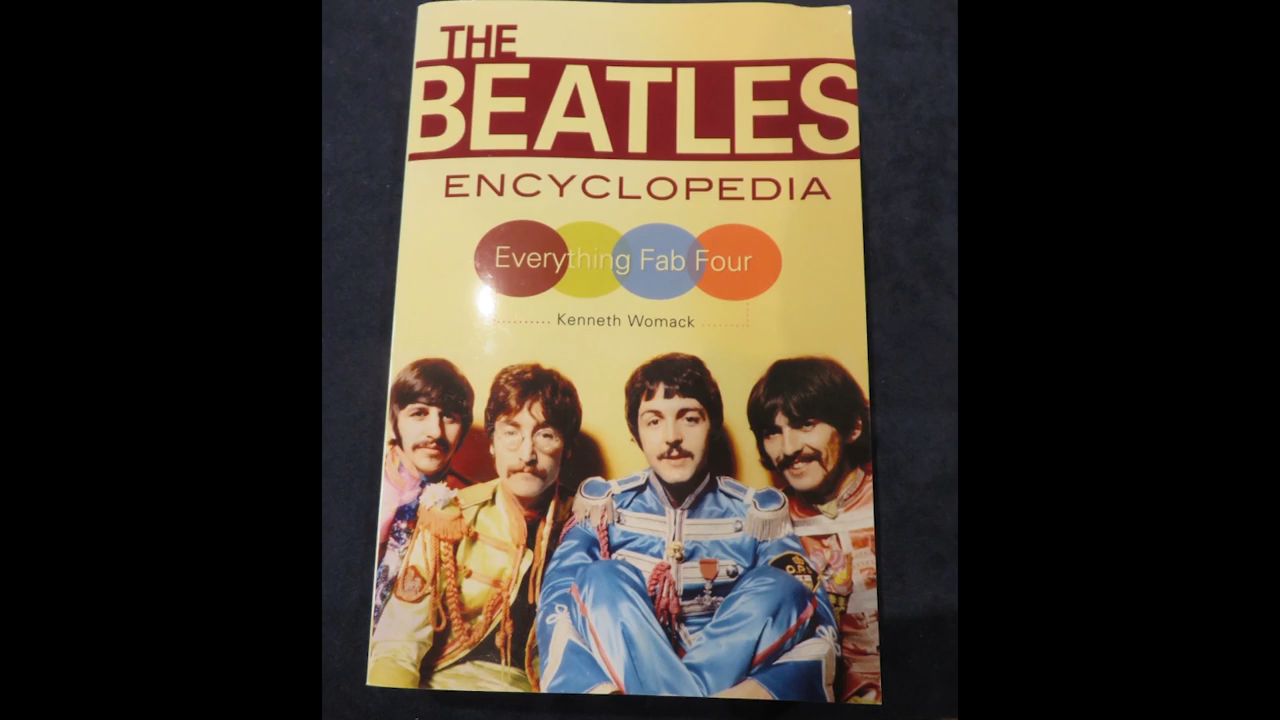 THE
BEATLES
ENCYCLOPEDIA
Everything Fab Four
Kenneth Womack